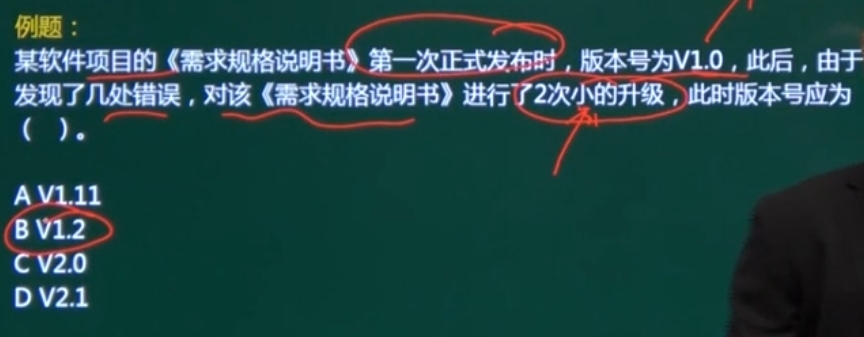 例题：
某软件项目的《需求规格说明书》第一次正式发布时，版本号为V1.0，此后，由于
发现了几处错误，对该《需求规格说明书》进行了2次小的升级，此时版本号应为
（ ）。
A V1.11
B V1.2
C V2.0
D V2.1